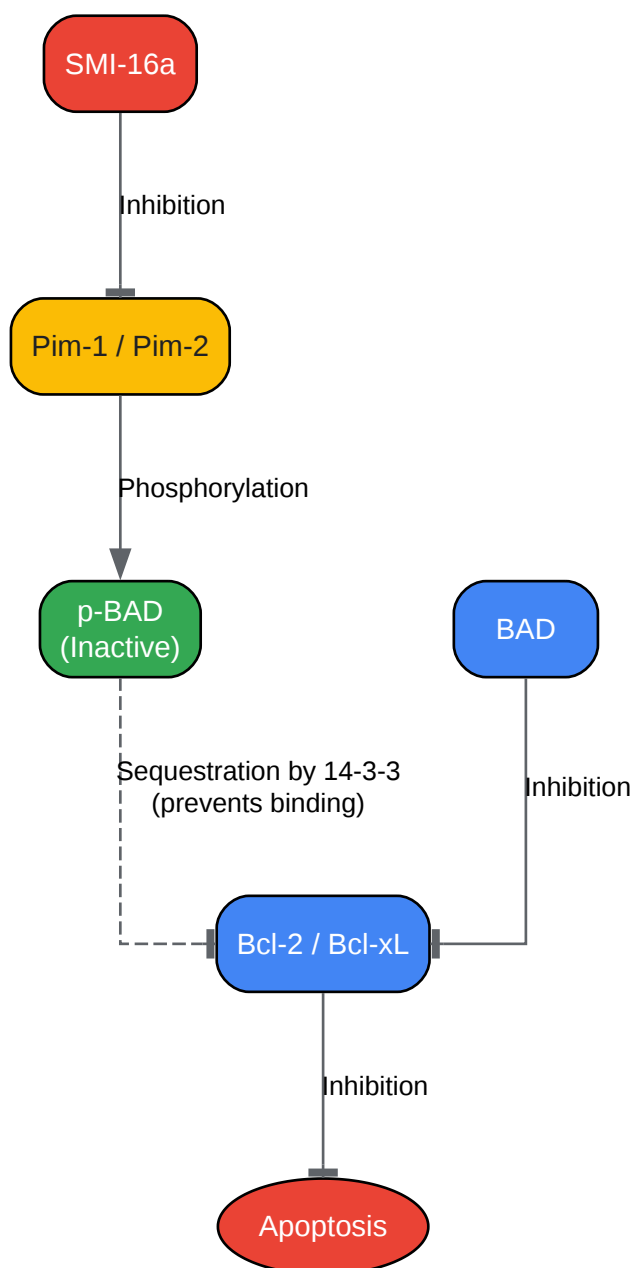 SMI-16a
Inhibition
Pim-1 / Pim-2
Phosphorylation
p-BAD
(Inactive)
BAD
Sequestration by 14-3-3
(prevents binding)
Inhibition
Bcl-2 / Bcl-xL
Inhibition
Apoptosis